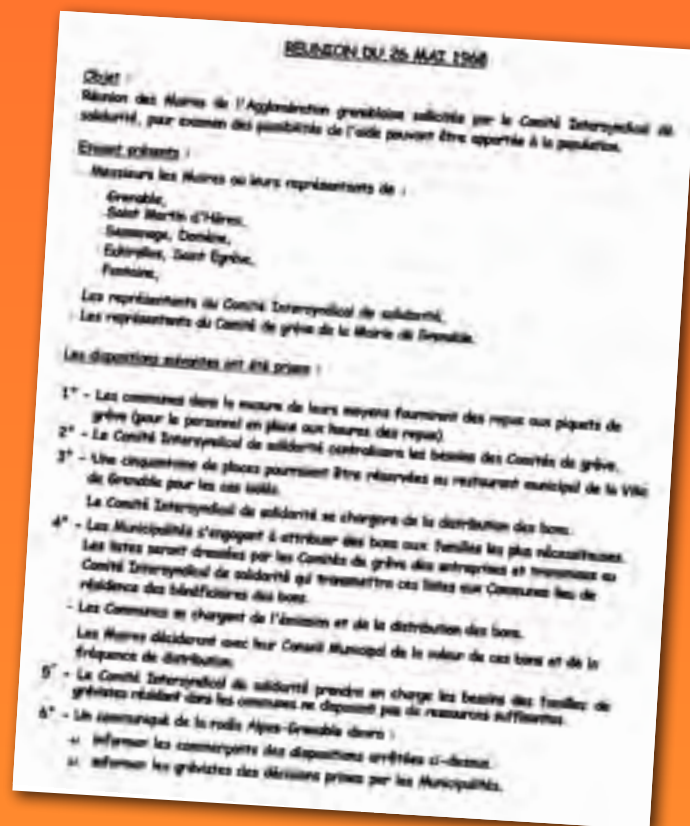 REUNION DU 26 MAI 1968
Objet :
Réunion des Maires de l'Agglomération grenobloise sollicitée par le Comité Intersyndical de
solidarité, pour examen des possibilités de l'aide pouvant être apportée à la population.
Etaient présents :
Messieurs les Maires ou leurs représentants de :
Grenoble,
Saint Martin d'Hères,
Sassenage, Domène,
Echirolles, Saint Egrève,
Fontaine,
Les représentants du Comité Intersyndical de solidarité,
Les représentants du Comité de grève de la Mairie de Grenoble.
Les dispositions suivantes ont été prises :
1° - Les communes dans la mesure de leurs moyens fourniront des repas aux piquets de
grève (pour le personnel en place aux heures des repas)
2° - Le Comité Intersyndical de solidarité centralisera les besoins des Comités de grève.
3° - Une cinquantaine de places pourraient être réservées au restaurant municipal de la Ville
de Grenoble pour les cas isolés.
Le Comité Intersyndical de solidarité se chargera de la distribution des bons.
4° - Les Municipalités s'engagent à attribuer des bons aux familles les plus nécessiteuses.
Les listes seront dressées par les Comités de grève des entreprises et transmises au
Comité Intersyndical de solidarité qui transmettra ces listes aux Communes lieu de
résidence des bénéficiaires des bons.
- Les Communes se chargent de l'émission et de la distribution des bons.
Les Maires décideront avec leur Conseil Municipal de la valeur de ces bons et de la
fréquence de distribution.
5° - Le Comité Intersyndical de solidarité prendra en charge les besoins des familles de
grévistes résidant dans les communes ne disposant pas de ressources suffisantes.
6° - Un communiqué de la radio Alpes-Grenoble devra :
informer les commerçants des dispositions arrêtées ci-dessus.
informer les grévistes des décisions prises par les Municipalités.